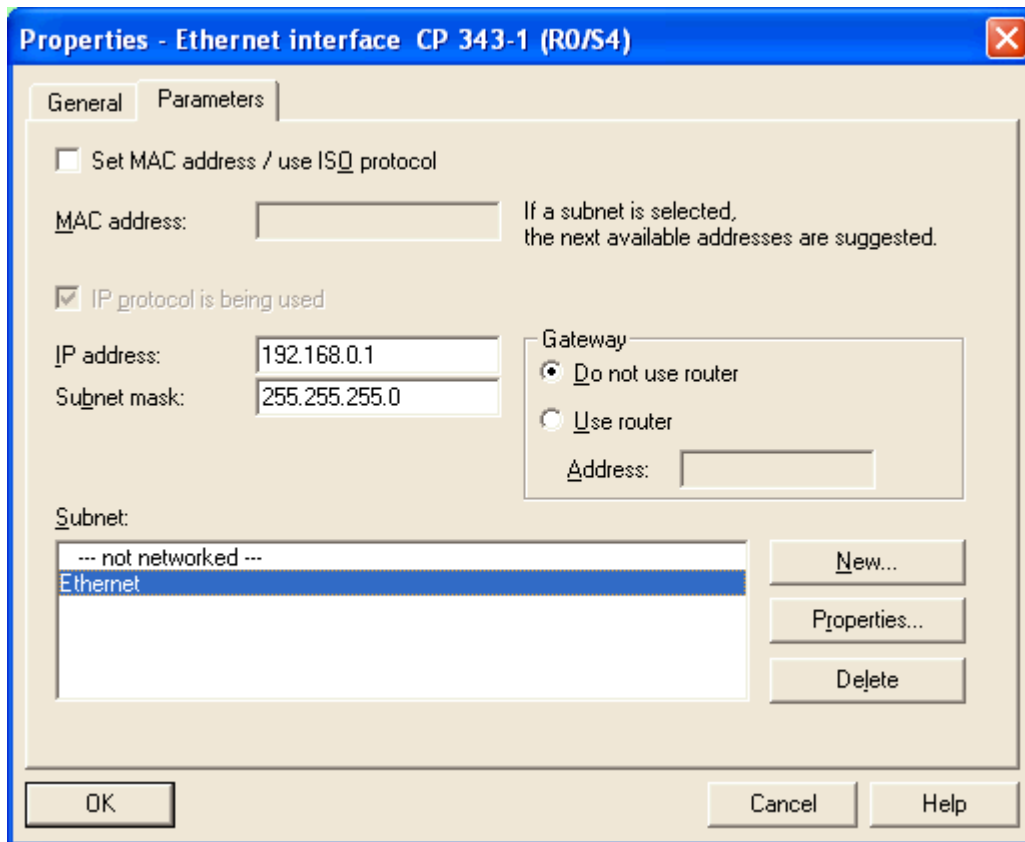 Properties - Ethernet interface CP 343-1 (R0/S4)
General
Parameters
Set MAC address / use ISO protocol
MAC address:
If a subnet is selected,
the next available addresses are suggested.
IP protocol is being used
IP address:
192.168.0.1
Subnet mask:
255.255.255.0
Gateway
Do not use router
Use router
Address:
Subnet:
--- not networked ---
Ethernet
New...
Properties...
Delete
OK
Cancel
Help